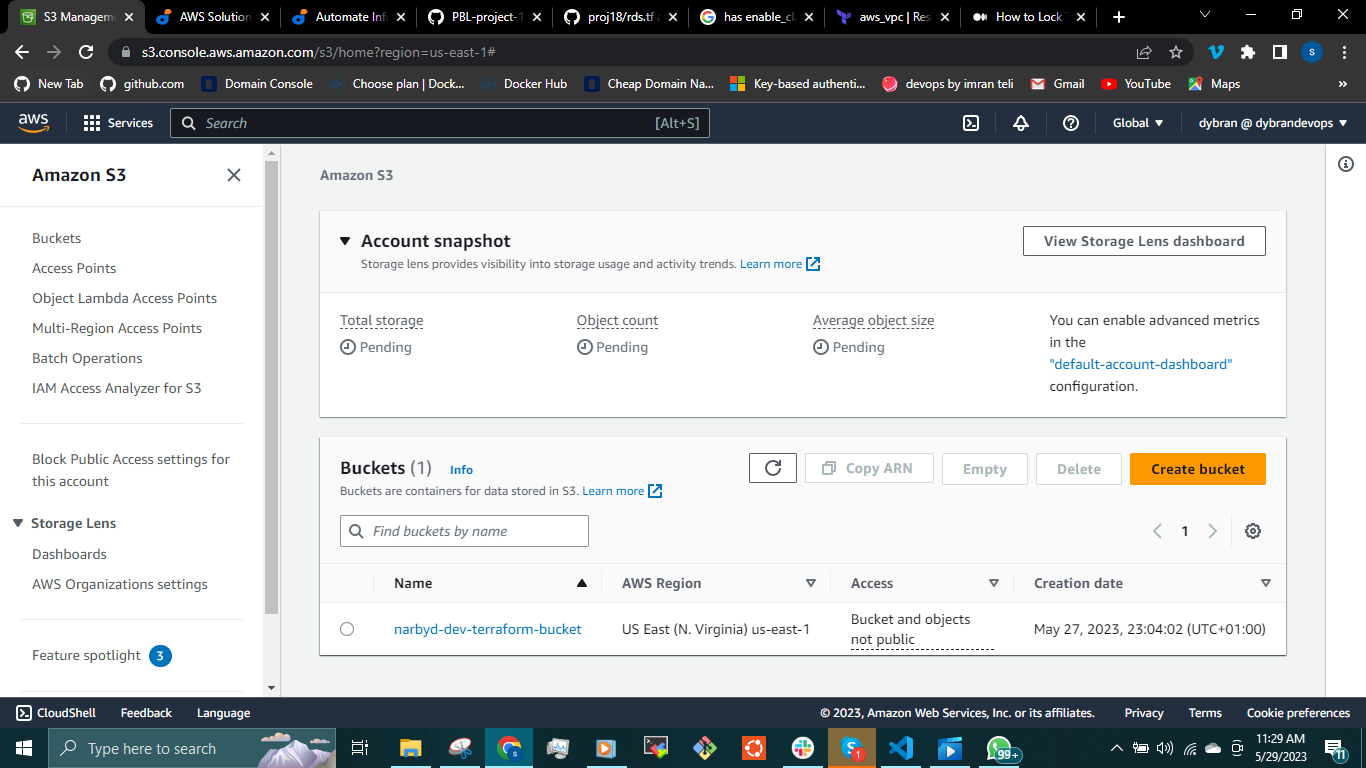 S3 Managem
AWS Solution
Automate Inf
PBL-project-1
proj18/rds.tf a
has enable_cl
aws_vpc | Res
How to Lock T
s3.console.aws.amazon.com/s3/home?region=us-east-1#
s
New Tab
github.com
Domain Console
Choose plan | Dock...
Docker Hub
Cheap Domain Na...
Key-based authenti...
devops by imran teli
Gmail
YouTube
Maps
»
aws
Services
Search
[Alt+S]
Global
dybran @ dybrandevops
Amazon S3
Buckets
Access Points
Object Lambda Access Points
Multi-Region Access Points
Batch Operations
IAM Access Analyzer for S3
Block Public Access settings for
this account
Storage Lens
Dashboards
AWS Organizations settings
Feature spotlight 3
Amazon S3
Account snapshot
View Storage Lens dashboard
Storage lens provides visibility into storage usage and activity trends. Learn more
Total storage
Pending
Object count
Pending
Average object size
Pending
You can enable advanced metrics
in the
"default-account-dashboard"
configuration.
Buckets (1) Info
Buckets are containers for data stored in S3. Learn more
Copy ARN
Empty
Delete
Create bucket
Find buckets by name
1
Name
AWS Region
Access
Creation date
narbyd-dev-terraform-bucket
US East (N. Virginia) us-east-1
Bucket and objects
not public
May 27, 2023, 23:04:02 (UTC+01:00)
CloudShell
Feedback
Language
© 2023, Amazon Web Services, Inc. or its affiliates.
Privacy
Terms
Cookie preferences
Type here to search
s
1
99+
11:29 AM
5/29/2023
11